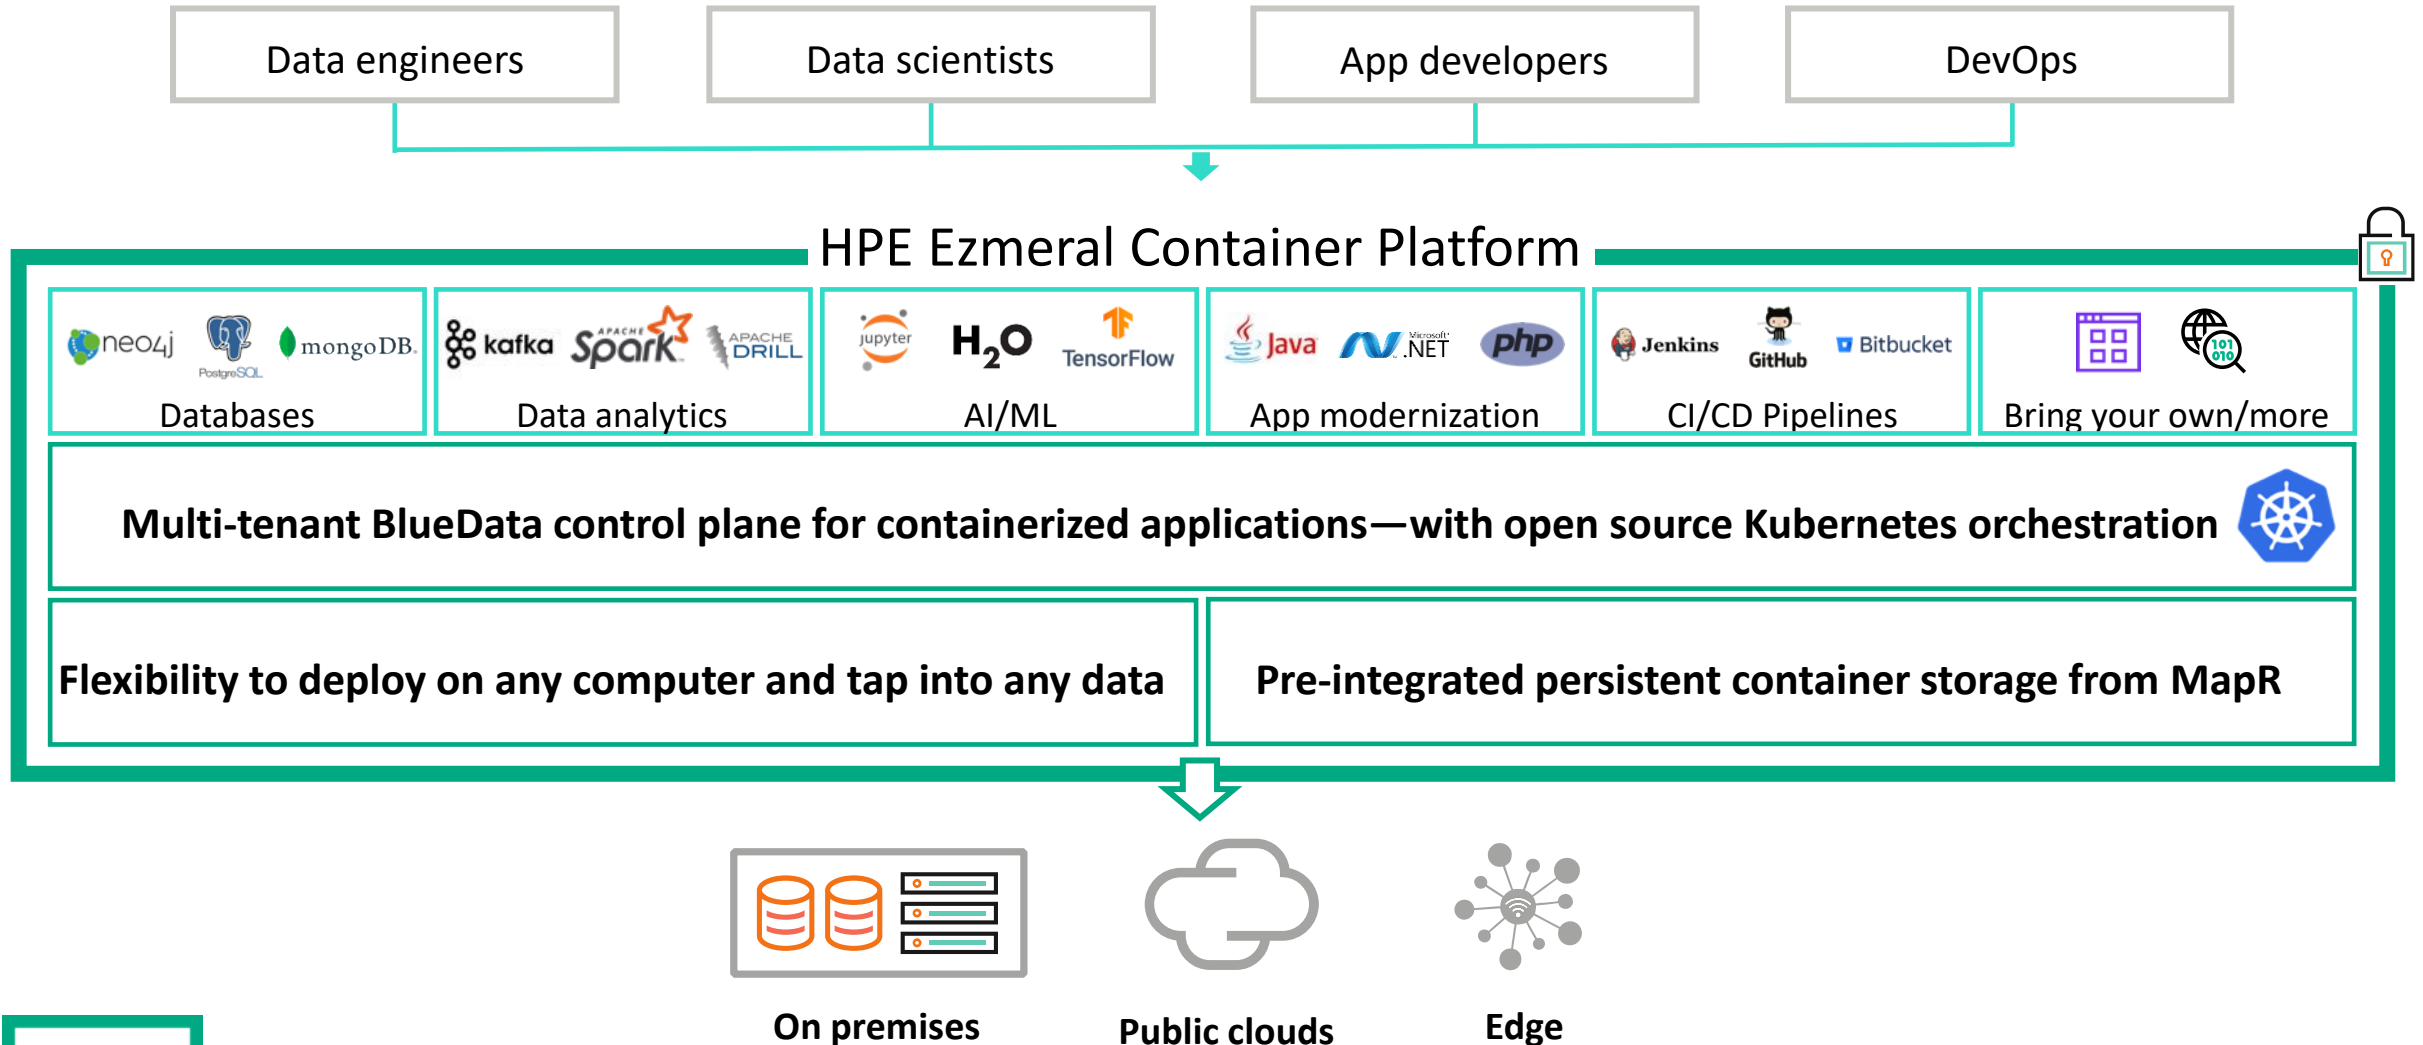 Data engineers
Data scientists
App developers
DevOps
HPE Ezmeral Container Platform
neo4j
PostgreSQL
mongoDB.
Databases
kafka
APACHE
Spark™
APACHE
DRILL
Data analytics
jupyter
H2O
TensorFlow
AI/ML
Java
Microsoft®
.NET
php
App modernization
Jenkins
GitHub
Bitbucket
CI/CD Pipelines
101
010
Bring your own/more
Multi-tenant BlueData control plane for containerized applications—with open source Kubernetes orchestration
Flexibility to deploy on any computer and tap into any data
Pre-integrated persistent container storage from MapR
On premises
Public clouds
Edge